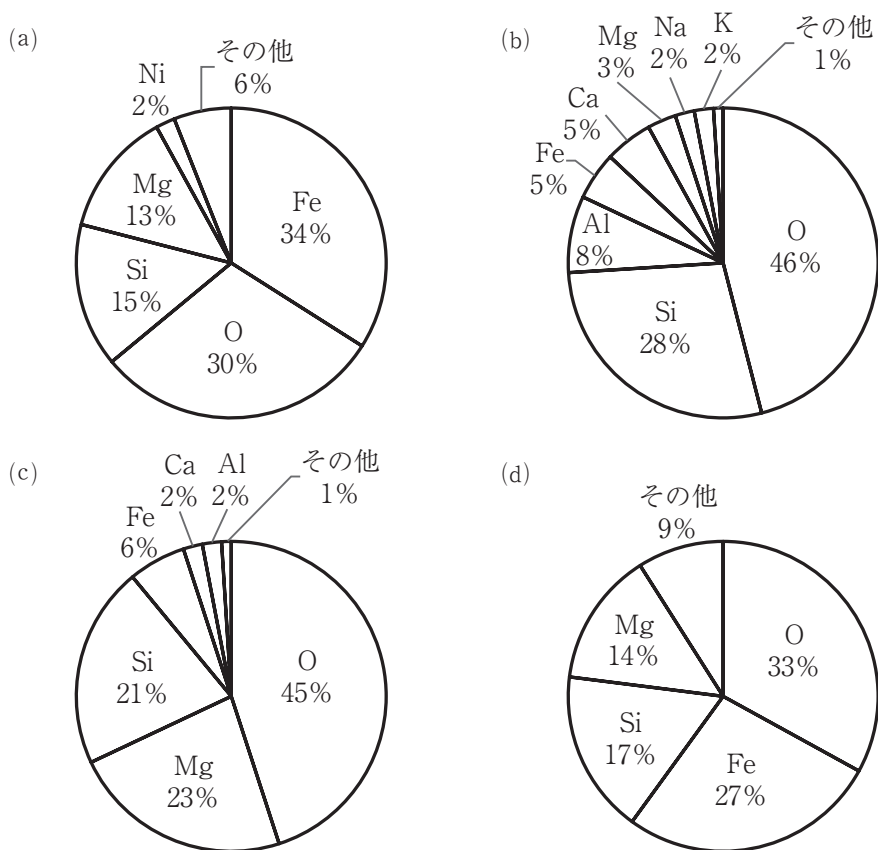 (a)
Ni
2%
その他
6%
Mg
13%
Fe
34%
Si
15%
O
30%
(b)
Mg
3%
Na
2%
K
2%
その他
1%
Ca
5%
Fe
5%
Al
8%
O
46%
Si
28%
(c)
Fe
6%
Ca
2%
Al
2%
その他
1%
Si
21%
O
45%
Mg
23%
(d)
その他
9%
Mg
14%
O
33%
Si
17%
Fe
27%